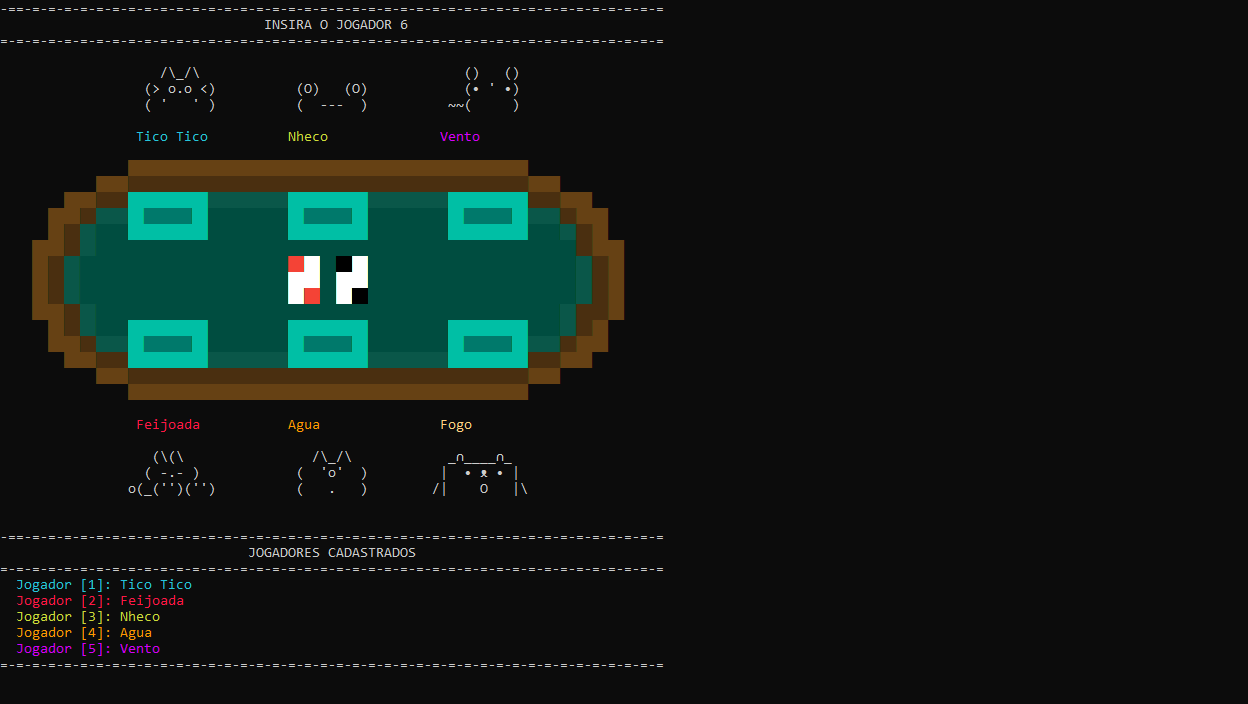 -==-=-=-=-=-=-=-=-=-=-=-=-=-=-=-=-=-=-=-=-=-=-=-=-=-=-=-=-=-=-=-=-=-=-=-=-=-=-=-=-=
INSIRA O JOGADOR 6
=-=-=-=-=-=-=-=-=-=-=-=-=-=-=-=-=-=-=-=-=-=-=-=-=-=-=-=-=-=-=-=-=-=-=-=-=-=-=-=-=-=
/\_/\ () ()
(> o.o <) (O) (O) (• ' •)
( ' ' ) ( --- ) ~~( )
Tico Tico Nheco Vento
Feijoada Agua Fogo
(\(\ /\_/\ _∩____∩_
( -.- ) ( 'o' ) | • ᴥ • |
o(_('')('') ( . ) /| O |\
-==-=-=-=-=-=-=-=-=-=-=-=-=-=-=-=-=-=-=-=-=-=-=-=-=-=-=-=-=-=-=-=-=-=-=-=-=-=-=-=-=
JOGADORES CADASTRADOS
=-=-=-=-=-=-=-=-=-=-=-=-=-=-=-=-=-=-=-=-=-=-=-=-=-=-=-=-=-=-=-=-=-=-=-=-=-=-=-=-=-=
Jogador [1]: Tico Tico
Jogador [2]: Feijoada
Jogador [3]: Nheco
Jogador [4]: Agua
Jogador [5]: Vento
=-=-=-=-=-=-=-=-=-=-=-=-=-=-=-=-=-=-=-=-=-=-=-=-=-=-=-=-=-=-=-=-=-=-=-=-=-=-=-=-=-=